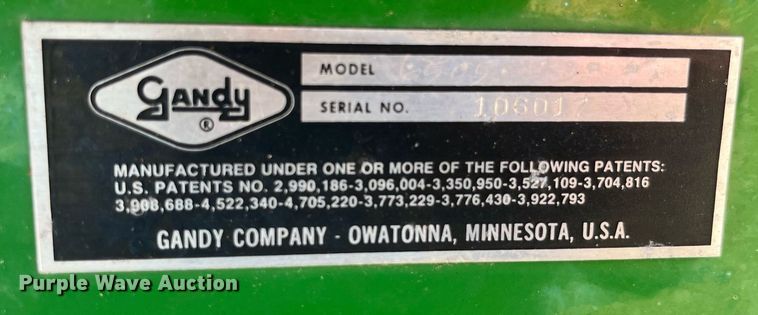 Gandy
®
MODEL
SERIAL NO. 106017
MANUFACTURED UNDER ONE OR MORE OF THE FOLLOWING PATENTS:
U.S. PATENTS NO. 2,990,186-3,096,004-3,350,950-3,527,109-3,704,816
3,908,688-4,522,340-4,705,220-3,773,229-3,776,430-3,922,793
GANDY COMPANY - OWATONNA, MINNESOTA, U.S.A.
Purple Wave Auction